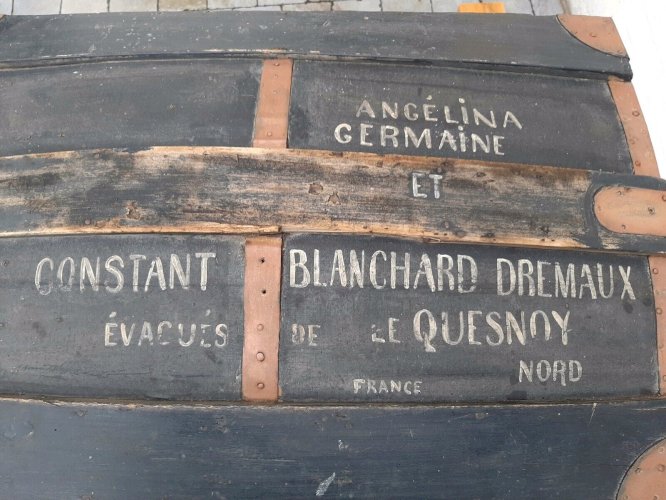 ANGÉLINA
GERMAINE
ET
CONSTANT BLANCHARD DREMAUX
ÉVACUÉS DE LE QUESNOY
NORD
FRANCE